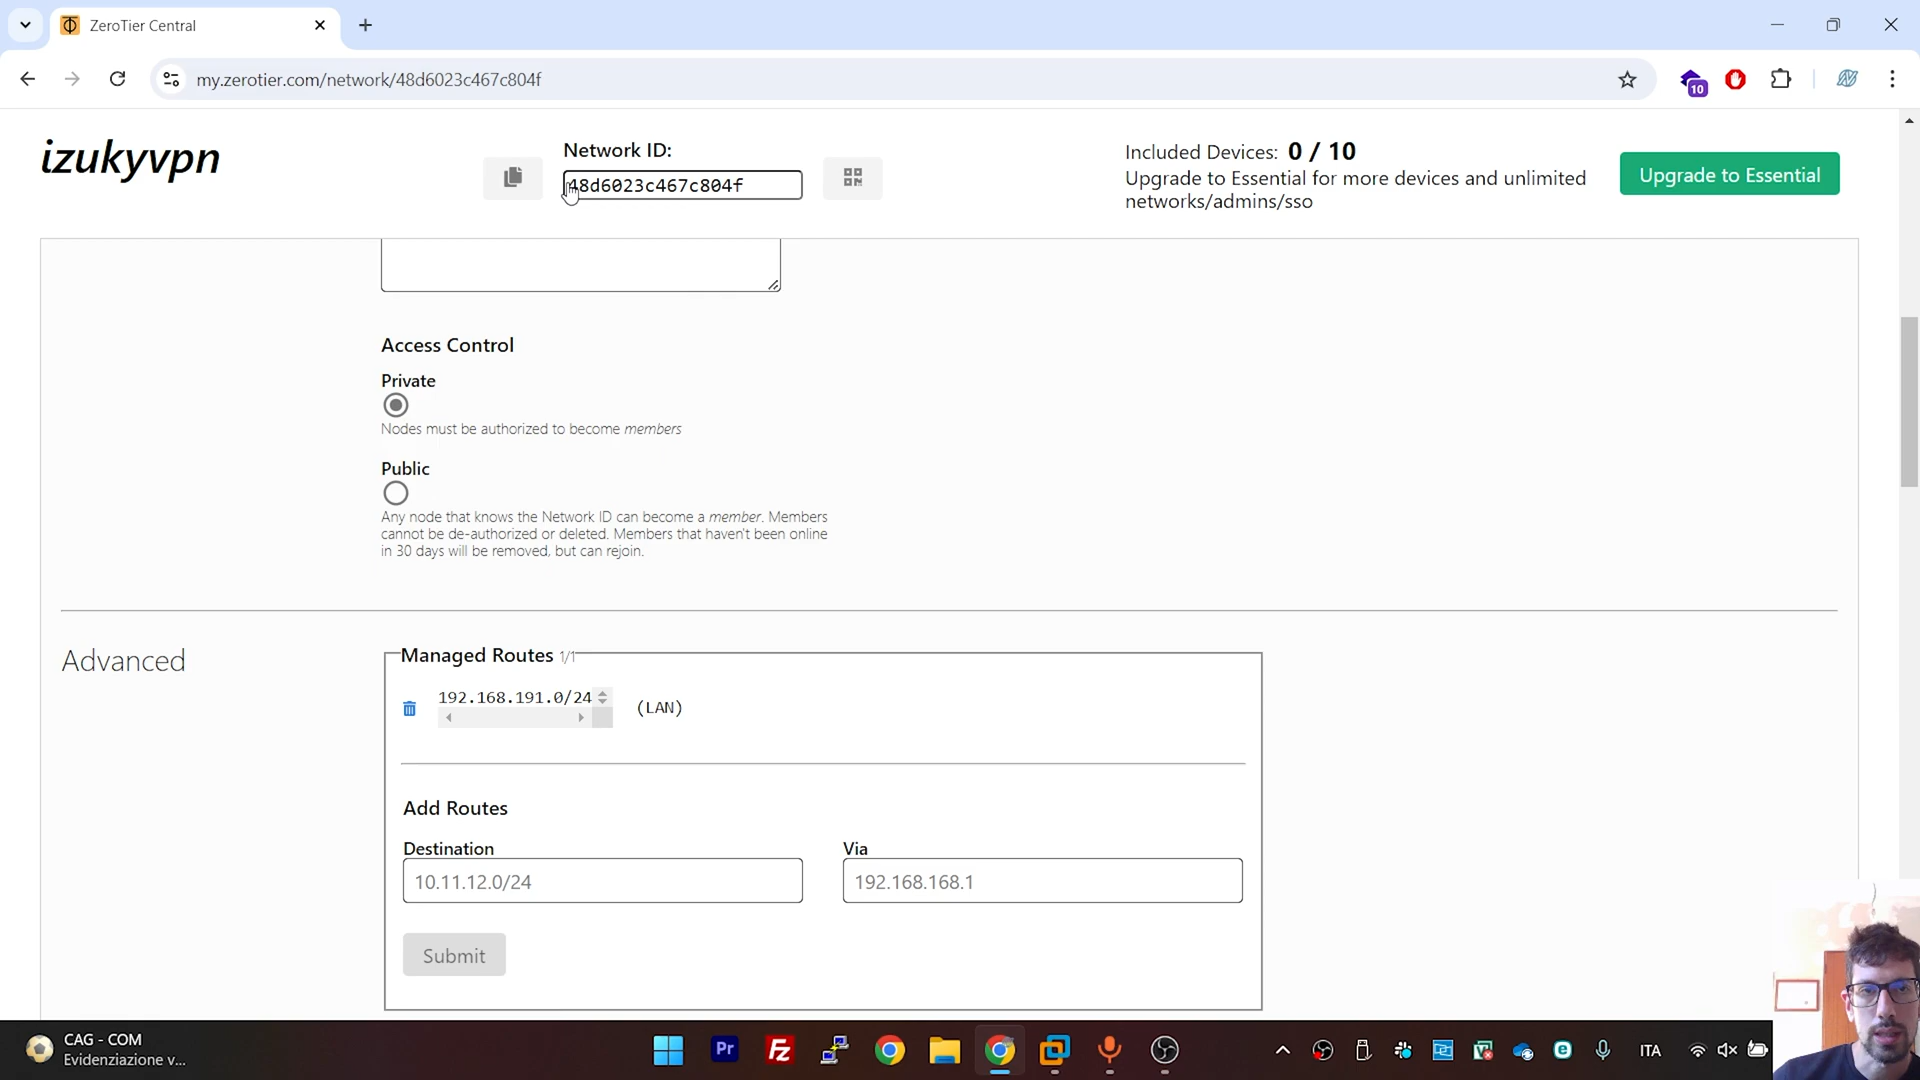 ZeroTier Central
my.zerotier.com/network/48d6023c467c804f
10
izukyvpn
Network ID:
48d6023c467c804f
Included Devices: 0 / 10
Upgrade to Essential for more devices and unlimited
networks/admins/sso
Upgrade to Essential
Access Control
Private
Nodes must be authorized to become members
Public
Any node that knows the Network ID can become a member. Members
cannot be de-authorized or deleted. Members that haven't been online
in 30 days will be removed, but can rejoin.
Advanced
Managed Routes 1/1
192.168.191.0/24
(LAN)
Add Routes
Destination
Via
10.11.12.0/24
192.168.168.1
Submit
CAG - COM
Evidenziazione v...
Pr
Fz
ITA